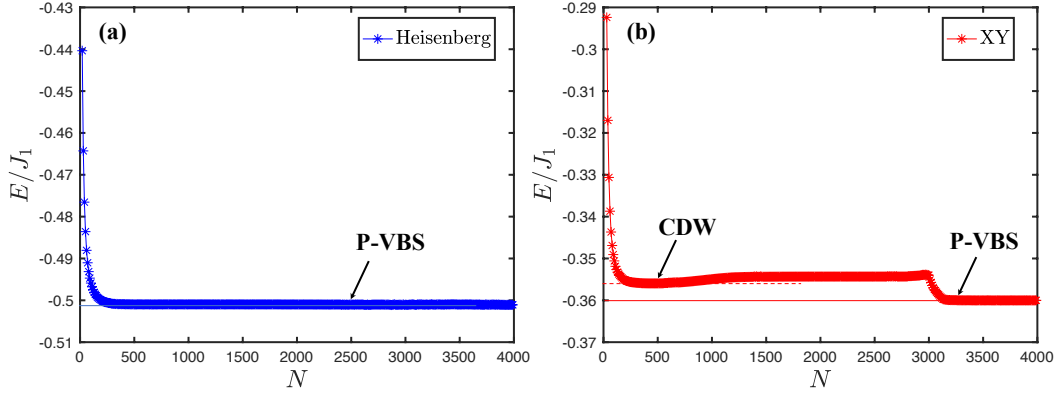 (a)
Heisenberg
-0.43
-0.44
-0.45
-0.46
-0.47
-0.48
-0.49
-0.5
-0.51
E/J₁
P-VBS
0 500 1000 1500 2000 2500 3000 3500 4000
N
(b)
XY
-0.29
-0.3
-0.31
-0.32
-0.33
-0.34
-0.35
-0.36
-0.37
E/J₁
CDW
P-VBS
0 500 1000 1500 2000 2500 3000 3500 4000
N